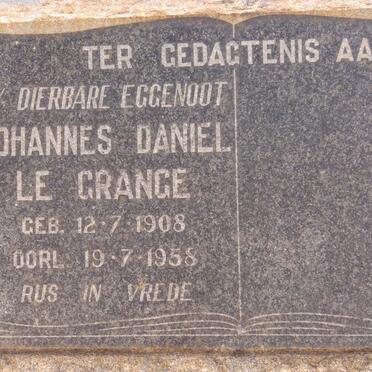 TER GEDAGTENIS AA
DIERBARE EGGENOOT
OHANNES DANIEL
LE GRANGE
GEB. 12-7-1908
OORL. 19-7-1958
RUS IN VREDE